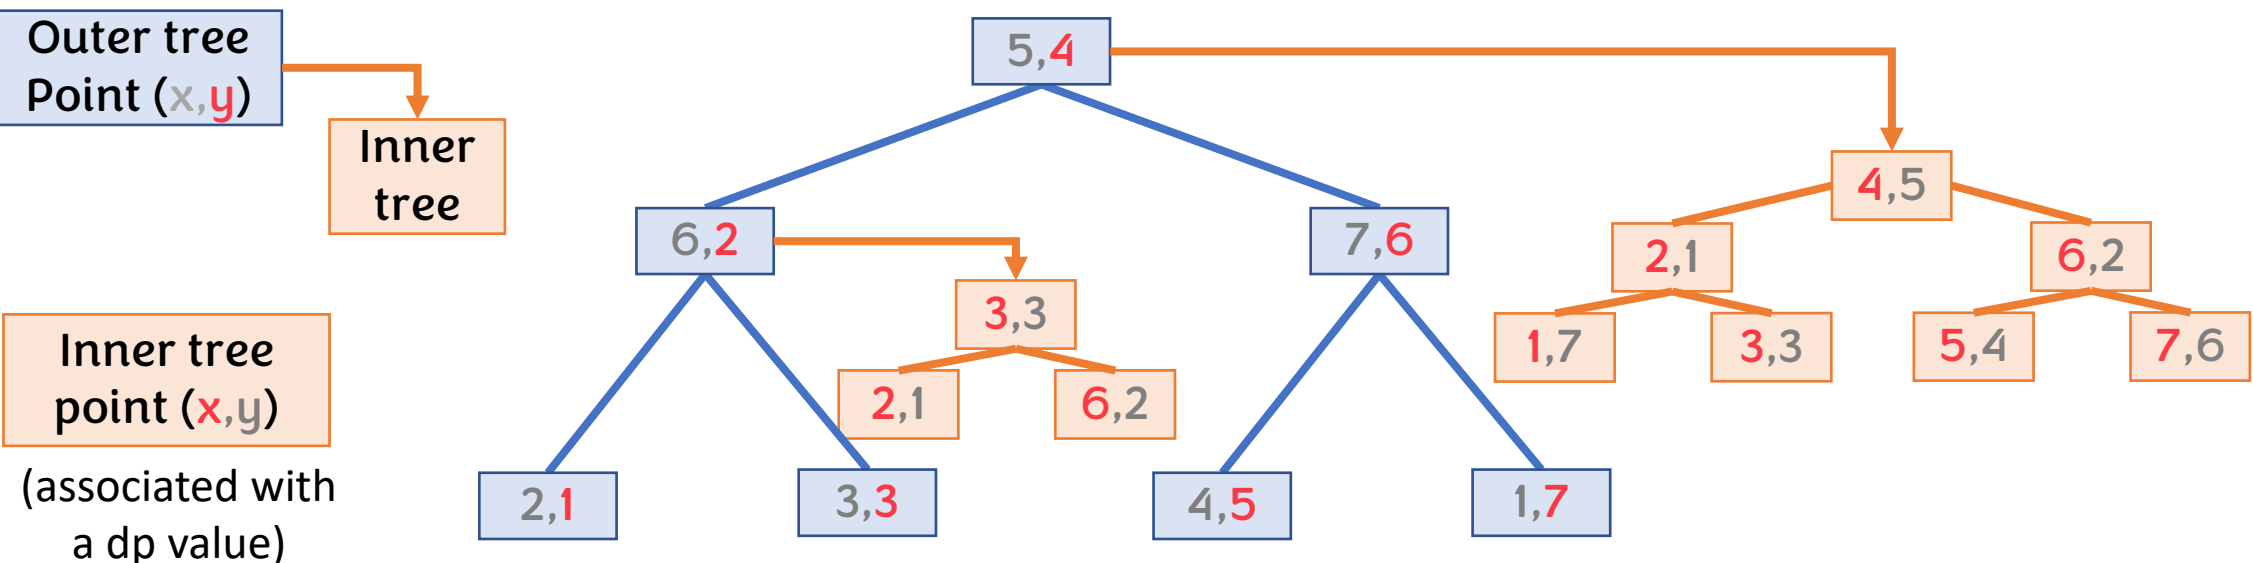 Outer tree
Point (x,y)
Inner
tree
Inner tree
point (x,y)
(associated with
a dp value)
5,4
6,2
7,6
2,1
3,3
4,5
1,7
3,3
2,1
6,2
4,5
2,1
6,2
1,7
3,3
5,4
7,6